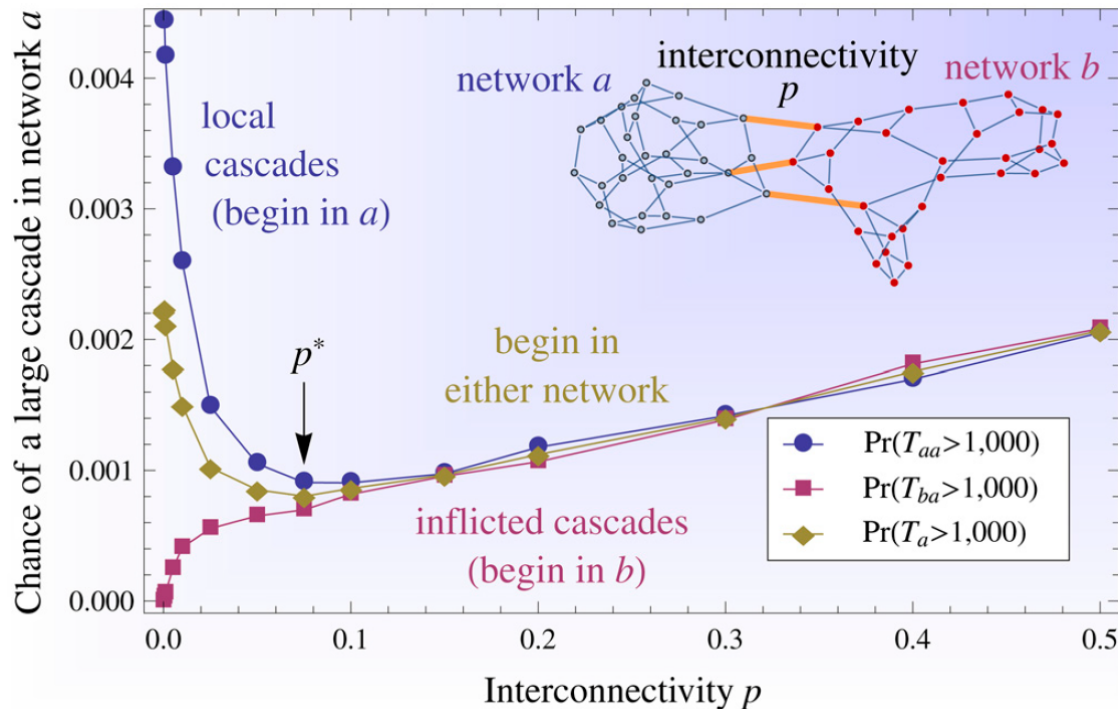 Chance of a large cascade in network a
0.004
0.003
0.002
0.001
0.000
local
cascades
(begin in a)
network a
interconnectivity
p
network b
p*
begin in
either network
inflicted cascades
(begin in b)
Pr(Taa>1,000)
Pr(Tba>1,000)
Pr(Ta>1,000)
0.0 0.1 0.2 0.3 0.4 0.5
Interconnectivity p